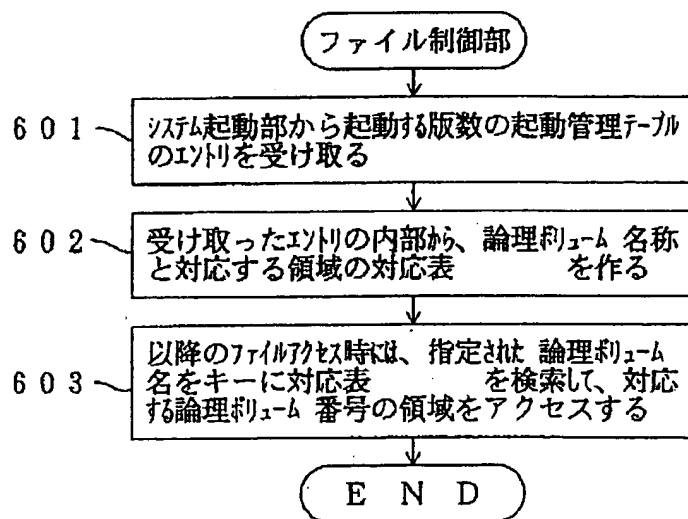 ファイル制御部
601
システム起動部から起動する版数の起動管理テーブル
のエントリを受け取る
602
受け取ったエントリの内部から、論理ボリューム 名称
と対応する領域の対応表 を作る
603
以降のファイルアクセス時には、指定された 論理ボリューム
名をキーに対応表 を検索して、対応
する論理ボリューム 番号の領域をアクセスする
END